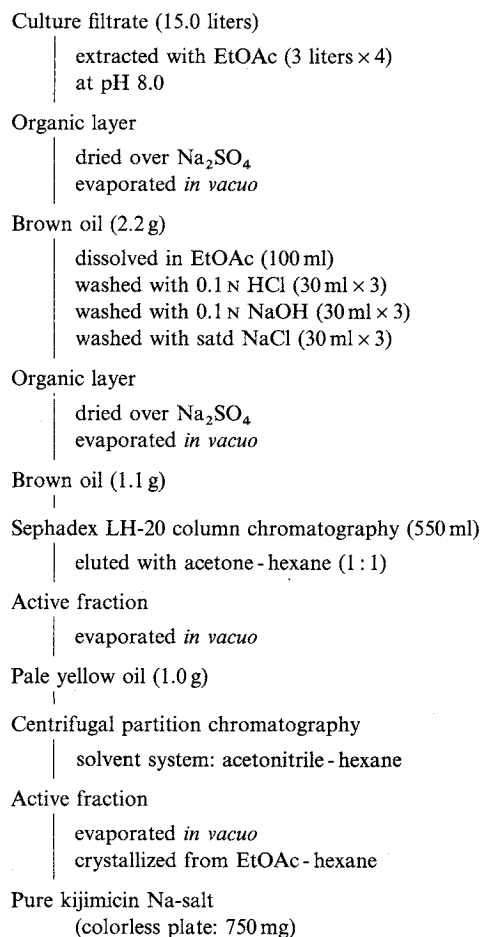 Culture filtrate (15.0 liters)
extracted with EtOAc (3 liters × 4)
at pH 8.0
Organic layer
dried over Na₂SO₄
evaporated in vacuo
Brown oil (2.2 g)
dissolved in EtOAc (100 ml)
washed with 0.1 N HCl (30 ml × 3)
washed with 0.1 N NaOH (30 ml × 3)
washed with satd NaCl (30 ml × 3)
Organic layer
dried over Na₂SO₄
evaporated in vacuo
Brown oil (1.1 g)
Sephadex LH-20 column chromatography (550 ml)
eluted with acetone - hexane (1 : 1)
Active fraction
evaporated in vacuo
Pale yellow oil (1.0 g)
Centrifugal partition chromatography
solvent system: acetonitrile - hexane
Active fraction
evaporated in vacuo
crystallized from EtOAc - hexane
Pure kijimicin Na-salt
(colorless plate: 750 mg)